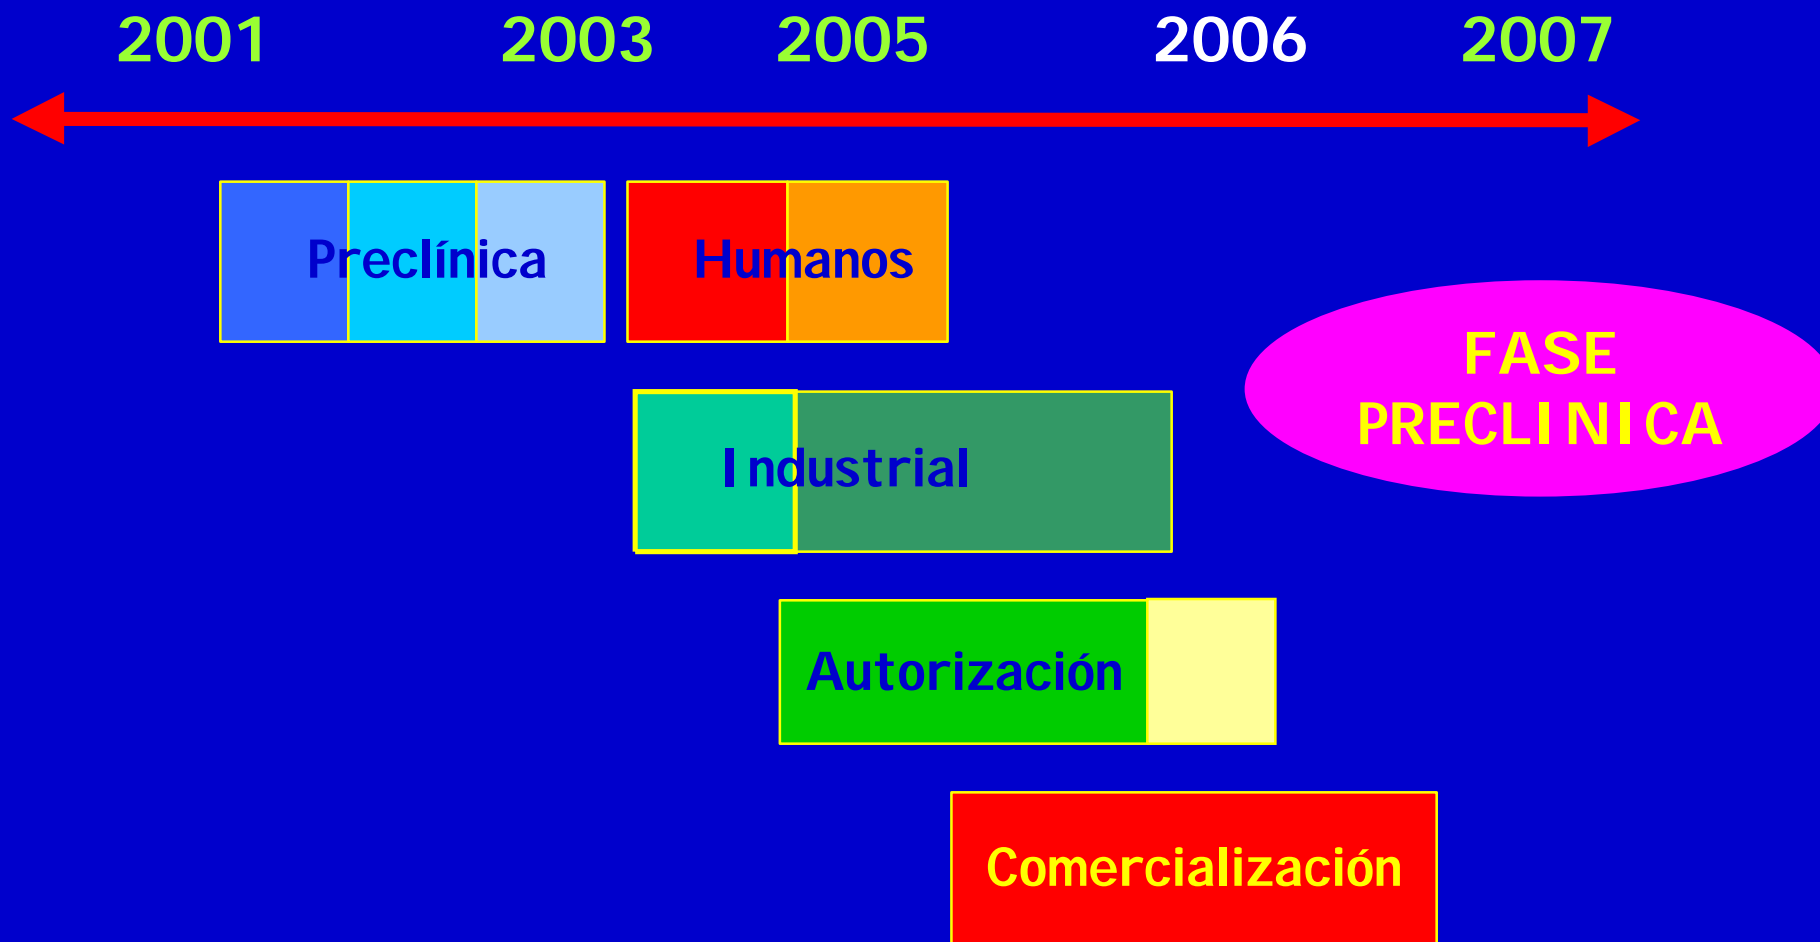 2001 2003 2005 2006 2007
Preclínica Humanos
FASE
PRECLINICA
Industrial
Autorización
Comercialización